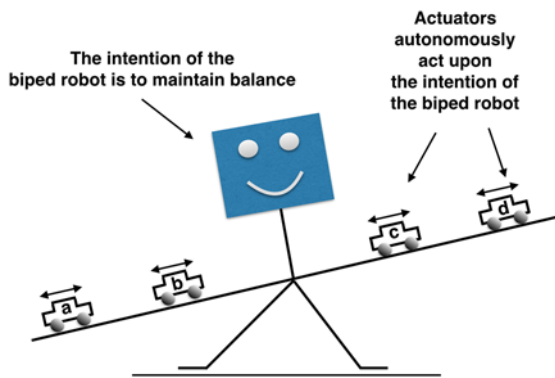 The intention of the
biped robot is to maintain balance
Actuators
autonomously
act upon
the intention of
the biped robot
a
b
c
d